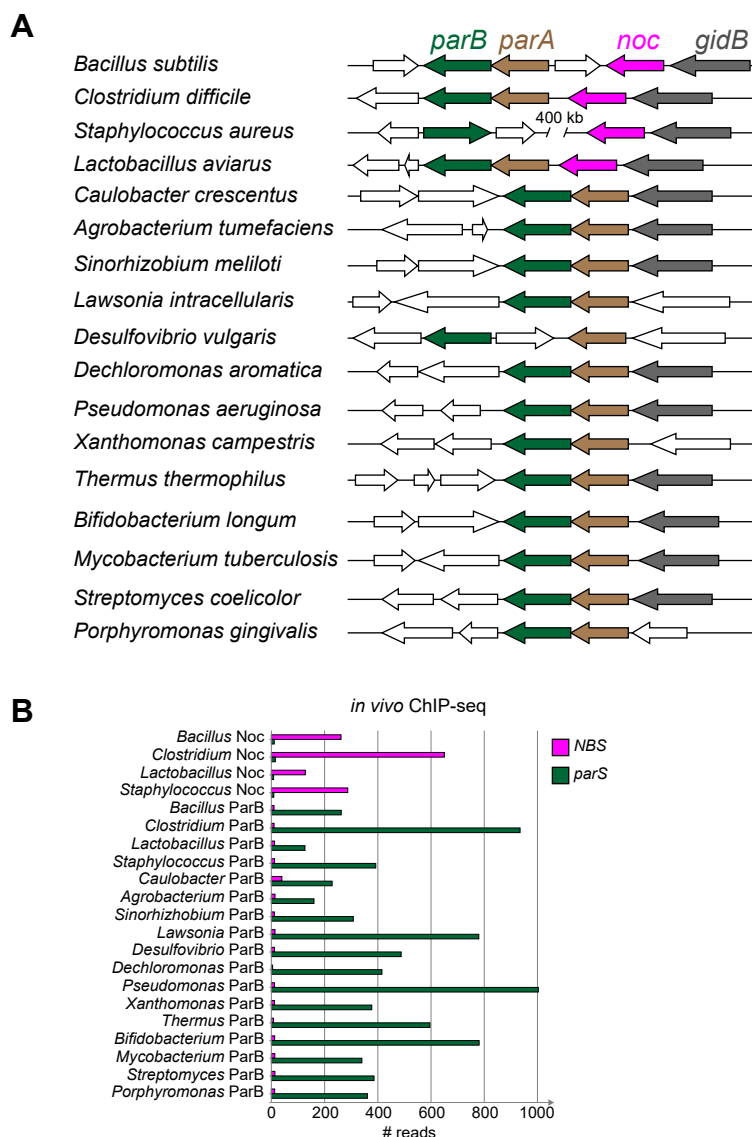 A
parB parA noc gidB
Bacillus subtilis
Clostridium difficile
400 kb
Staphylococcus aureus
Lactobacillus aviarus
Caulobacter crescentus
Agrobacterium tumefaciens
Sinorhizobium meliloti
Lawsonia intracellularis
Desulfovibrio vulgaris
Dechloromonas aromatica
Pseudomonas aeruginosa
Xanthomonas campestris
Thermus thermophilus
Bifidobacterium longum
Mycobacterium tuberculosis
Streptomyces coelicolor
Porphyromonas gingivalis
B
in vivo ChIP-seq
Bacillus Noc
Clostridium Noc
Lactobacillus Noc
Staphylococcus Noc
Bacillus ParB
Clostridium ParB
Lactobacillus ParB
Staphylococcus ParB
Caulobacter ParB
Agrobacterium ParB
Sinorhizhobium ParB
Lawsonia ParB
Desulfovibrio ParB
Dechloromonas ParB
Pseudomonas ParB
Xanthomonas ParB
Thermus ParB
Bifidobacterium ParB
Mycobacterium ParB
Streptomyces ParB
Porphyromonas ParB
NBS
parS
0 200 400 600 800 1000
# reads